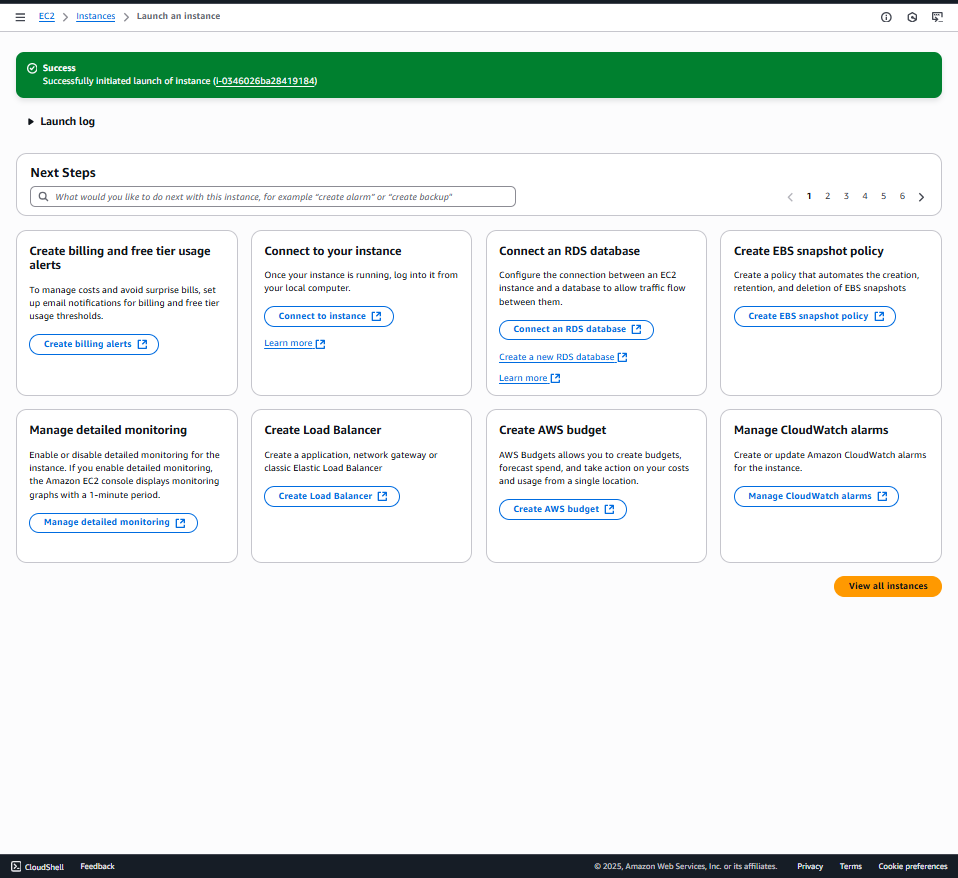 EC2 Instances Launch an instance
Success
Successfully initiated launch of instance (i-0346026ba28419184)
Launch log
Next Steps
What would you like to do next with this instance, for example "create alarm" or "create backup"
1 2 3 4 5 6
Create billing and free tier usage
alerts
To manage costs and avoid surprise bills, set
up email notifications for billing and free tier
usage thresholds.
Create billing alerts
Connect to your instance
Once your instance is running, log into it from
your local computer.
Connect to instance
Learn more
Connect an RDS database
Configure the connection between an EC2
instance and a database to allow traffic flow
between them.
Connect an RDS database
Create a new RDS database
Learn more
Create EBS snapshot policy
Create a policy that automates the creation,
retention, and deletion of EBS snapshots
Create EBS snapshot policy
Manage detailed monitoring
Enable or disable detailed monitoring for the
instance. If you enable detailed monitoring,
the Amazon EC2 console displays monitoring
graphs with a 1-minute period.
Manage detailed monitoring
Create Load Balancer
Create a application, network gateway or
classic Elastic Load Balancer
Create Load Balancer
Create AWS budget
AWS Budgets allows you to create budgets,
forecast spend, and take action on your costs
and usage from a single location.
Create AWS budget
Manage CloudWatch alarms
Create or update Amazon CloudWatch alarms
for the instance.
Manage CloudWatch alarms
View all instances
CloudShell Feedback © 2025, Amazon Web Services, Inc. or its affiliates. Privacy Terms Cookie preferences